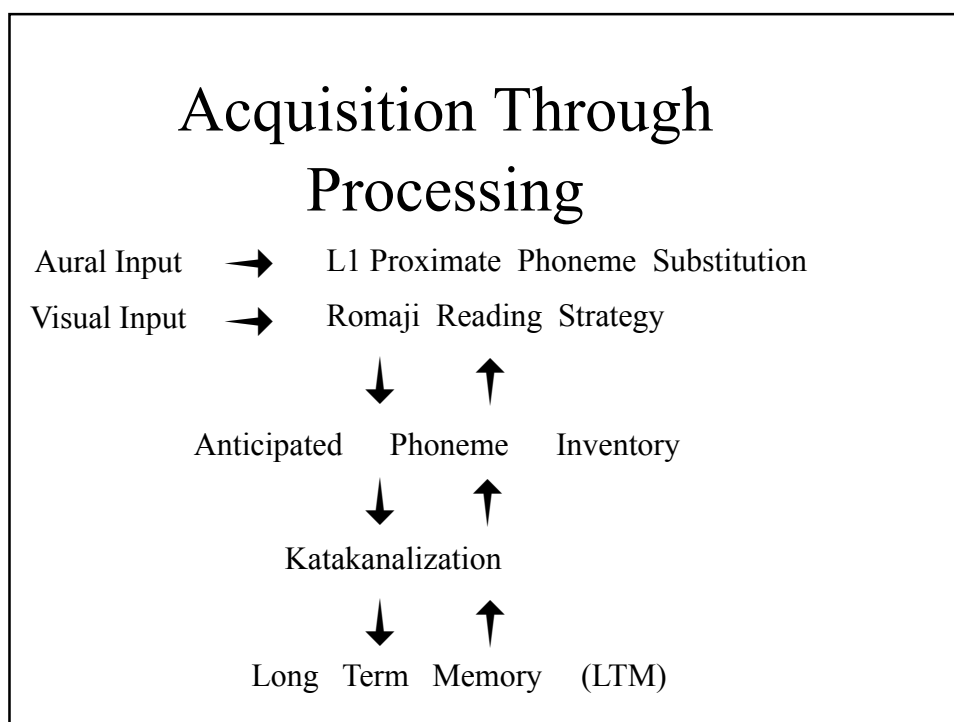 Acquisition Through
Processing
Aural Input → L1 Proximate Phoneme Substitution
Visual Input → Romaji Reading Strategy
Anticipated Phoneme Inventory
Katakanalization
Long Term Memory (LTM)